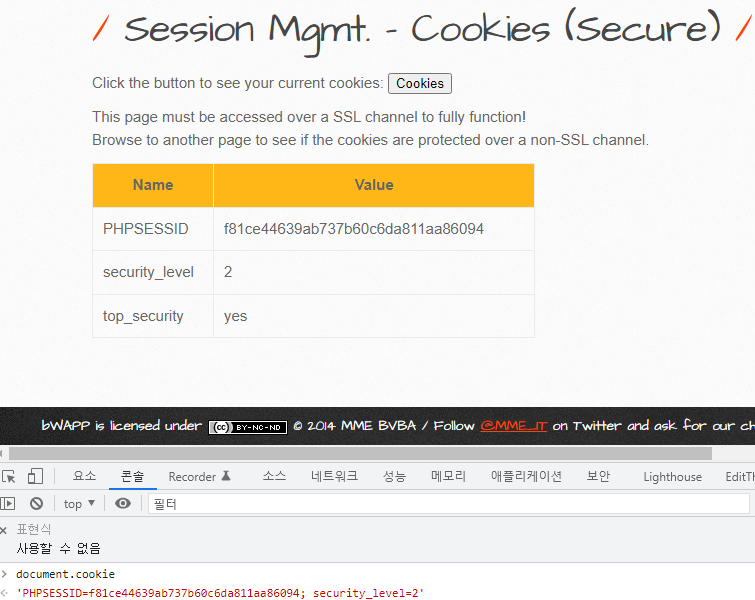 / Session Mgmt. - Cookies (Secure) /
Click the button to see your current cookies: Cookies
This page must be accessed over a SSL channel to fully function!
Browse to another page to see if the cookies are protected over a non-SSL channel.
Name Value
PHPSESSID f81ce44639ab737b60c6da811aa86094
security_level 2
top_security yes
bWAPP is licensed under cc BY-NC-ND © 2014 MME BVBA / Follow @MME_IT on Twitter and ask for our ch
요소 콘솔 Recorder 소스 네트워크 성능 메모리 애플리케이션 보안 Lighthouse EditTh
top ▼ 필터
× 표현식
사용할 수 없음
> document.cookie
'PHPSESSID=f81ce44639ab737b60c6da811aa86094; security_level=2'